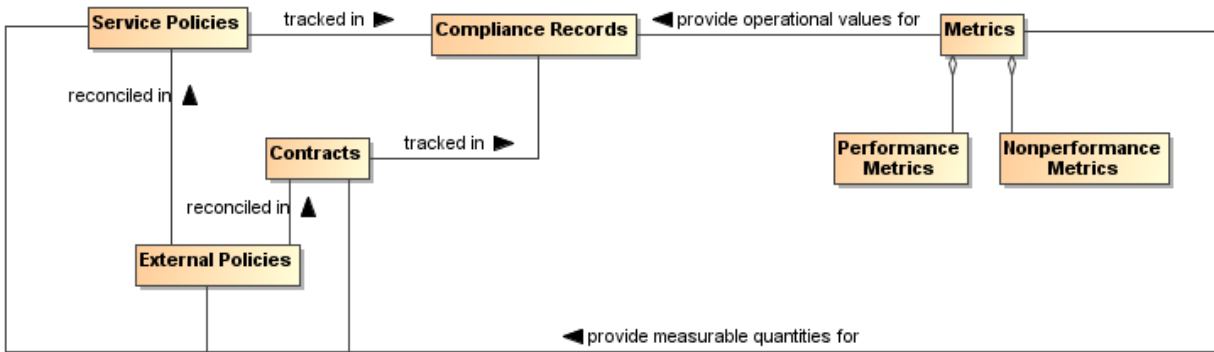 Service Policies
tracked in
Compliance Records
provide operational values for
Metrics
reconciled in
Contracts
tracked in
Performance
Metrics
Nonperformance
Metrics
reconciled in
External Policies
provide measurable quantities for